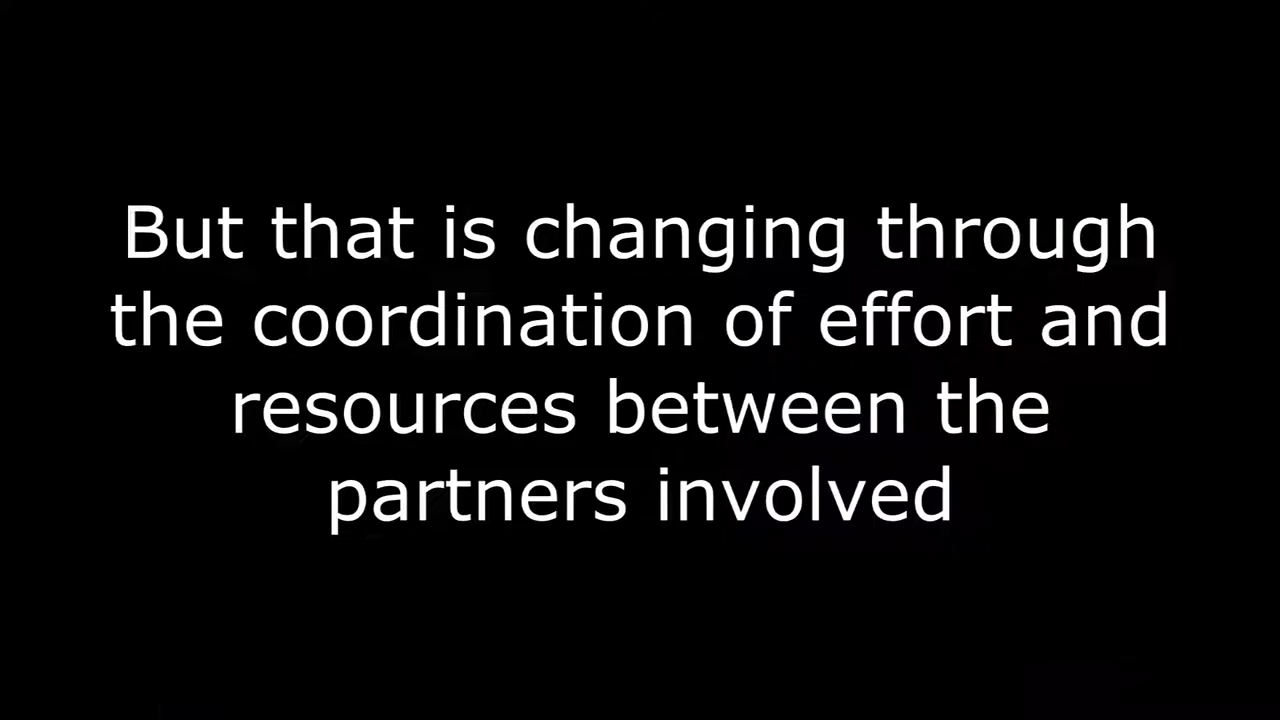 But that is changing through
the coordination of effort and
resources between the
partners involved